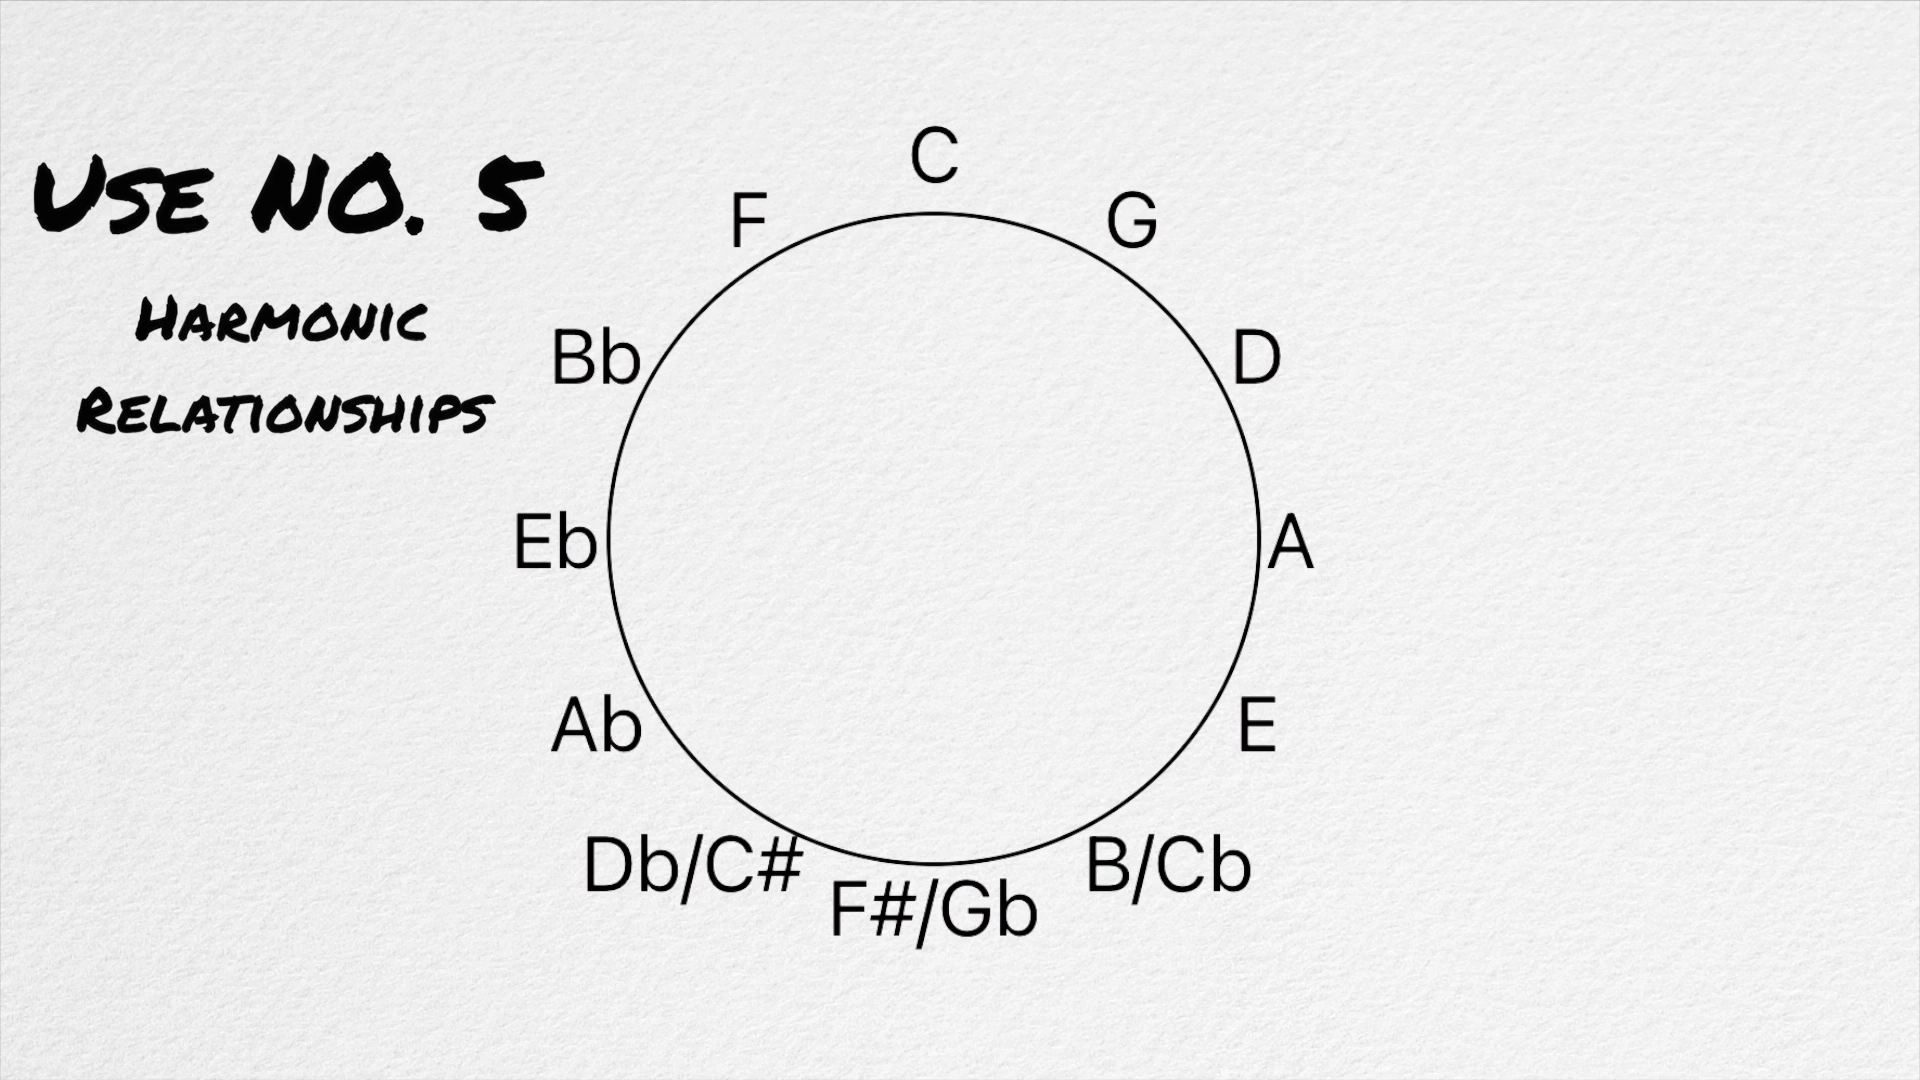 Use NO. 5
Harmonic
Relationships
C
G
D
A
E
B/Cb
F#/Gb
Db/C#
Ab
Eb
Bb
F